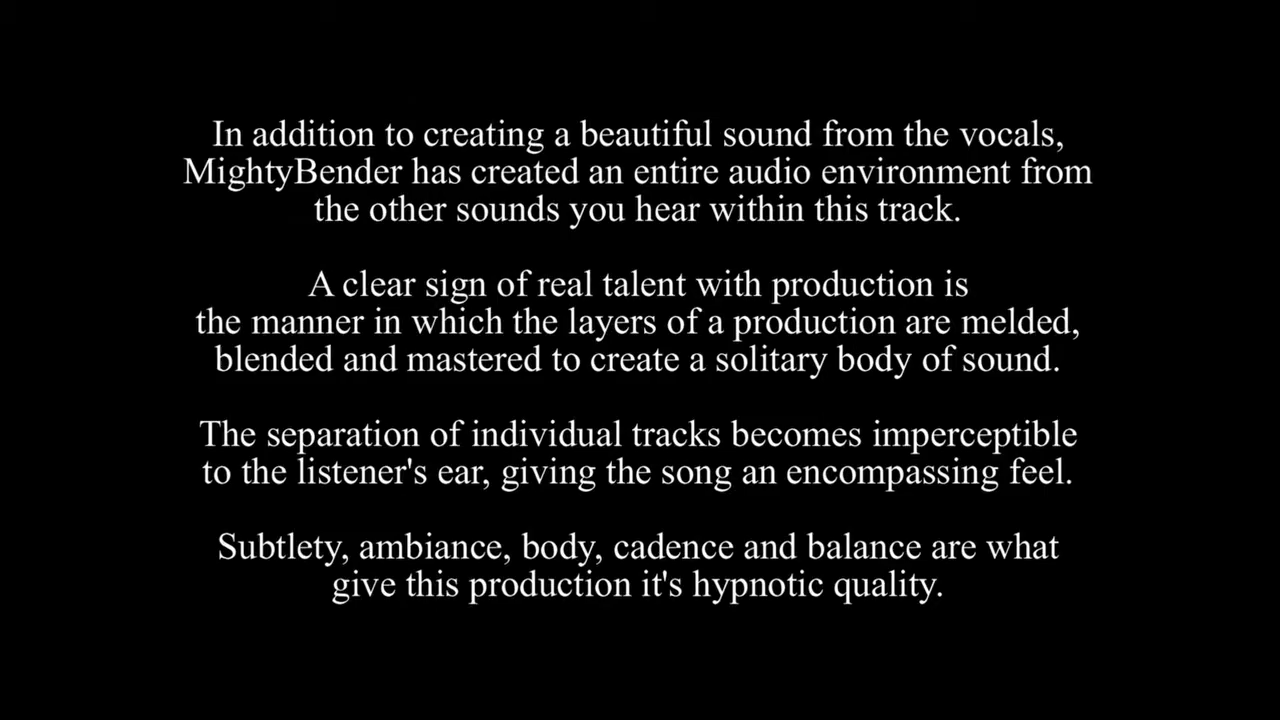 In addition to creating a beautiful sound from the vocals,
MightyBender has created an entire audio environment from
the other sounds you hear within this track.
A clear sign of real talent with production is
the manner in which the layers of a production are melded,
blended and mastered to create a solitary body of sound.
The separation of individual tracks becomes imperceptible
to the listener's ear, giving the song an encompassing feel.
Subtlety, ambiance, body, cadence and balance are what
give this production it's hypnotic quality.